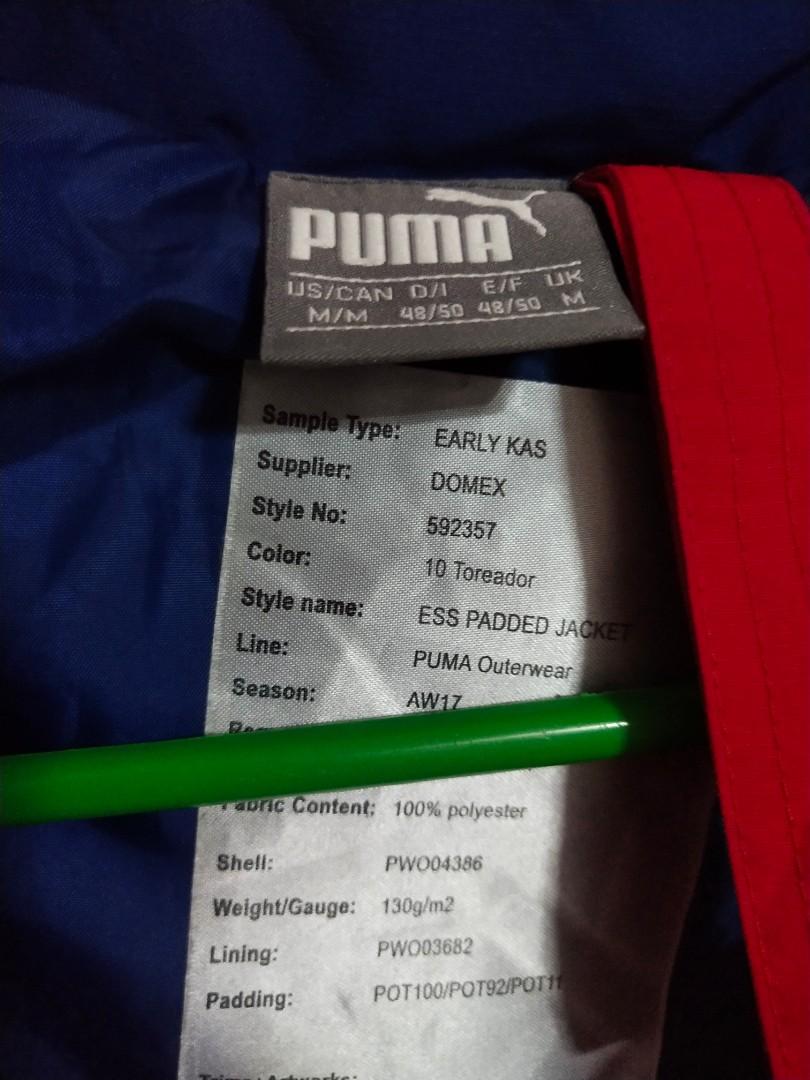 PUMA
US/CAN D/I E/F UK
M/M 48/50 48/50 M
Sample Type: EARLY KAS
Supplier: DOMEX
Style No: 592357
Color: 10 Toreador
Style name: ESS PADDED JACKET
Line: PUMA Outerwear
Season: AW17
Fabric Content: 100% polyester
Shell: PWO04386
Weight/Gauge: 130g/m2
Lining: PWO03682
Padding: POT100/POT92/POT11